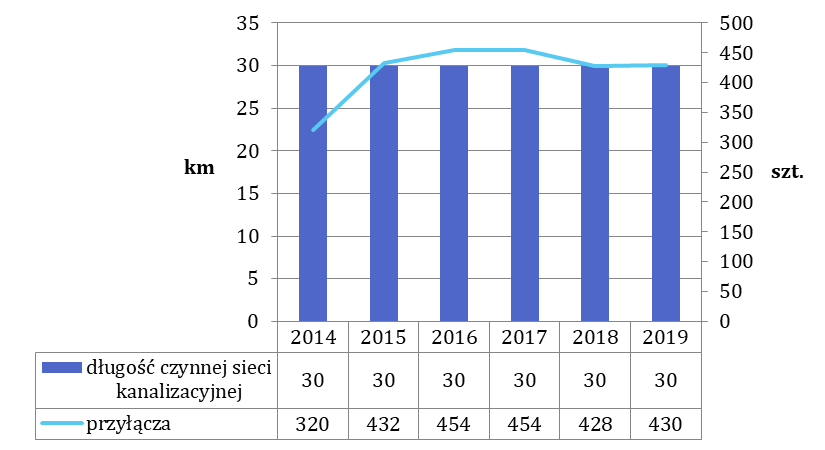 35
30
25
20
15
10
5
0
km
500
450
400
350
300
250
200
150
100
50
0
szt.
2014 2015 2016 2017 2018 2019
długość czynnej sieci
kanalizacyjnej
30 30 30 30 30 30
przyłącza 320 432 454 454 428 430